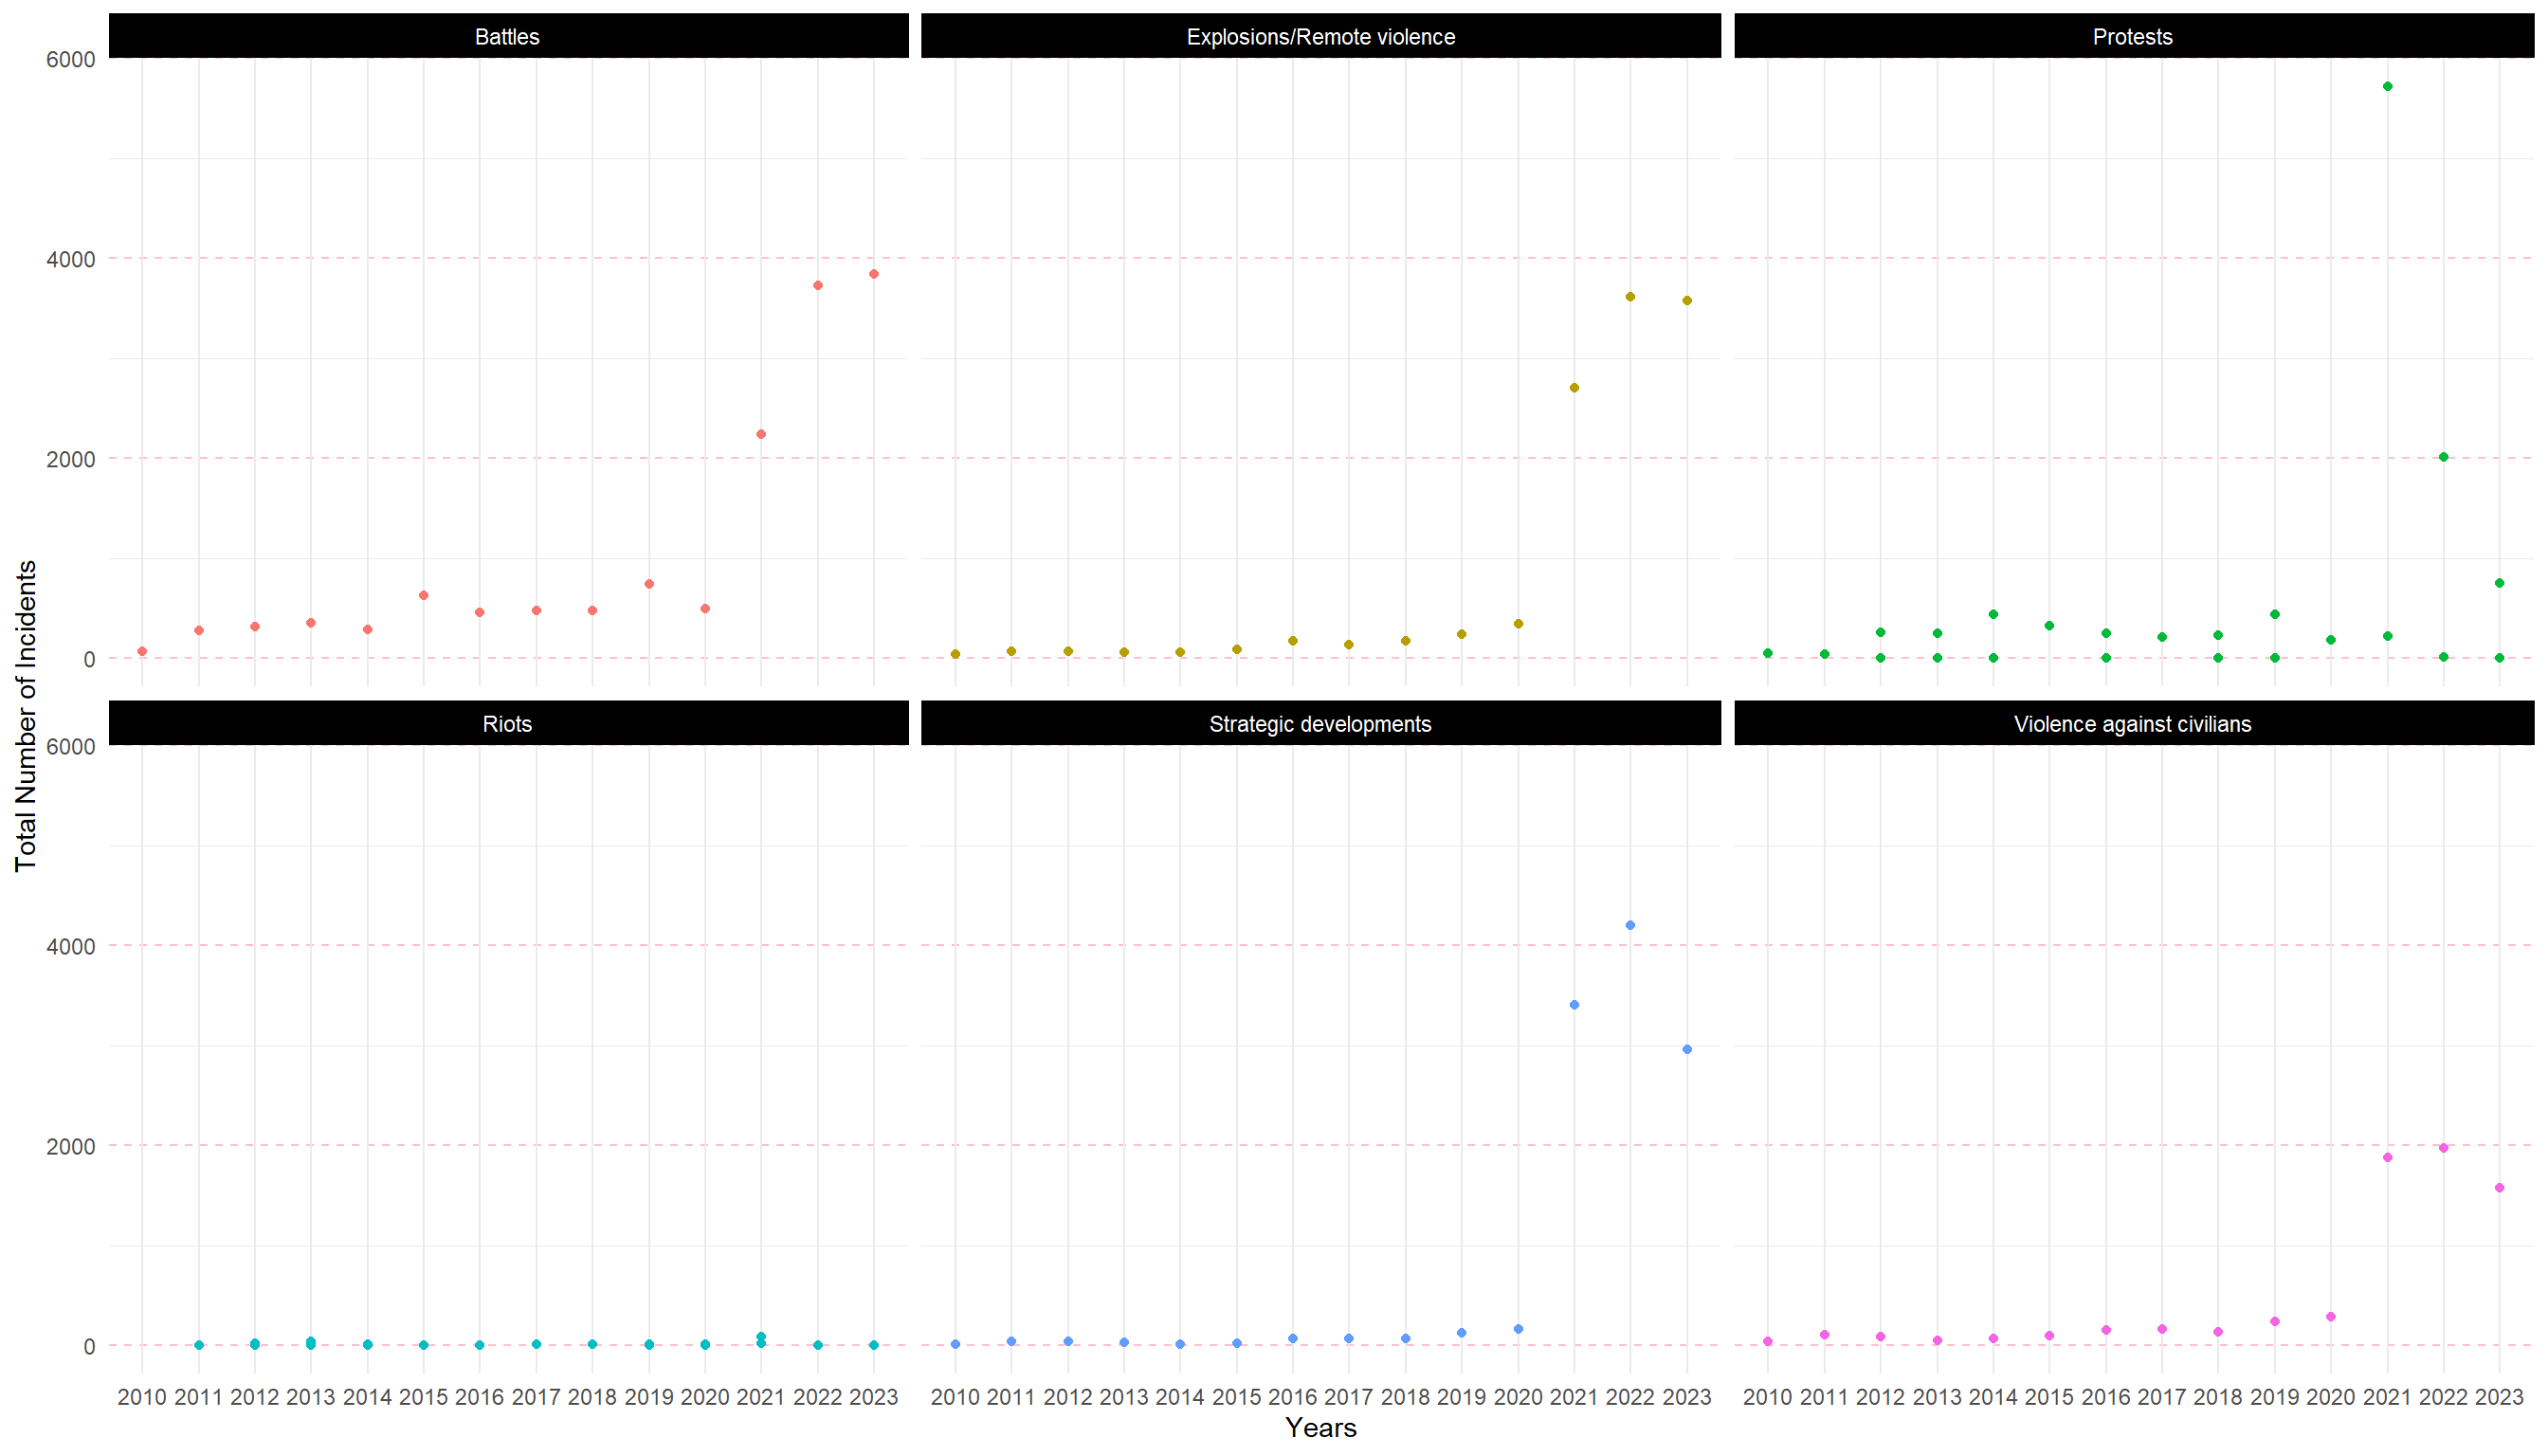 Battles
Explosions/Remote violence
Protests
6000
4000
2000
0
Riots
Strategic developments
Violence against civilians
6000
4000
2000
0
2010 2011 2012 2013 2014 2015 2016 2017 2018 2019 2020 2021 2022 2023
2010 2011 2012 2013 2014 2015 2016 2017 2018 2019 2020 2021 2022 2023
2010 2011 2012 2013 2014 2015 2016 2017 2018 2019 2020 2021 2022 2023
Years
Total Number of Incidents